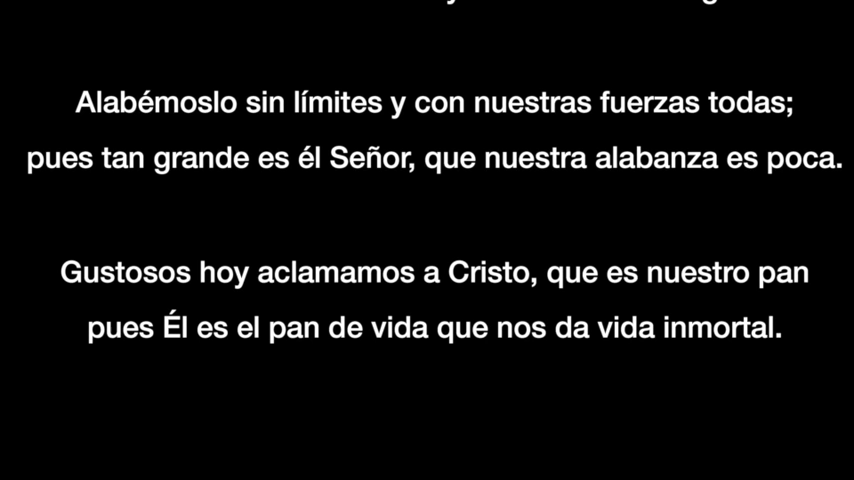 Alabémoslo sin límites y con nuestras fuerzas todas;
pues tan grande es él Señor, que nuestra alabanza es poca.
Gustosos hoy aclamamos a Cristo, que es nuestro pan
pues Él es el pan de vida que nos da vida inmortal.